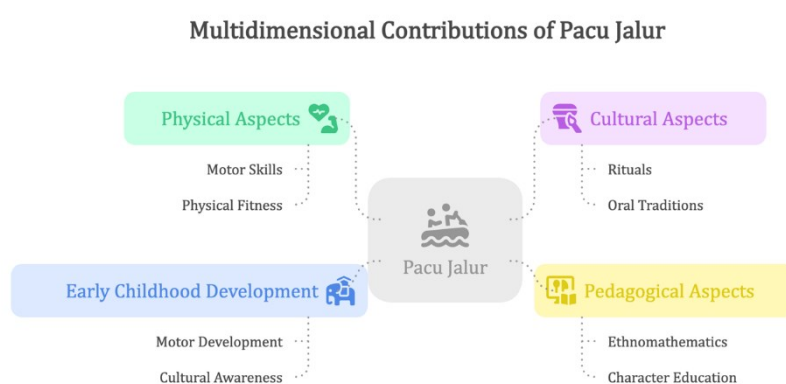 Multidimensional Contributions of Pacu Jalur
Physical Aspects
Motor Skills
Physical Fitness
Cultural Aspects
Rituals
Oral Traditions
Pacu Jalur
Early Childhood Development
Motor Development
Cultural Awareness
Pedagogical Aspects
Ethnomathematics
Character Education